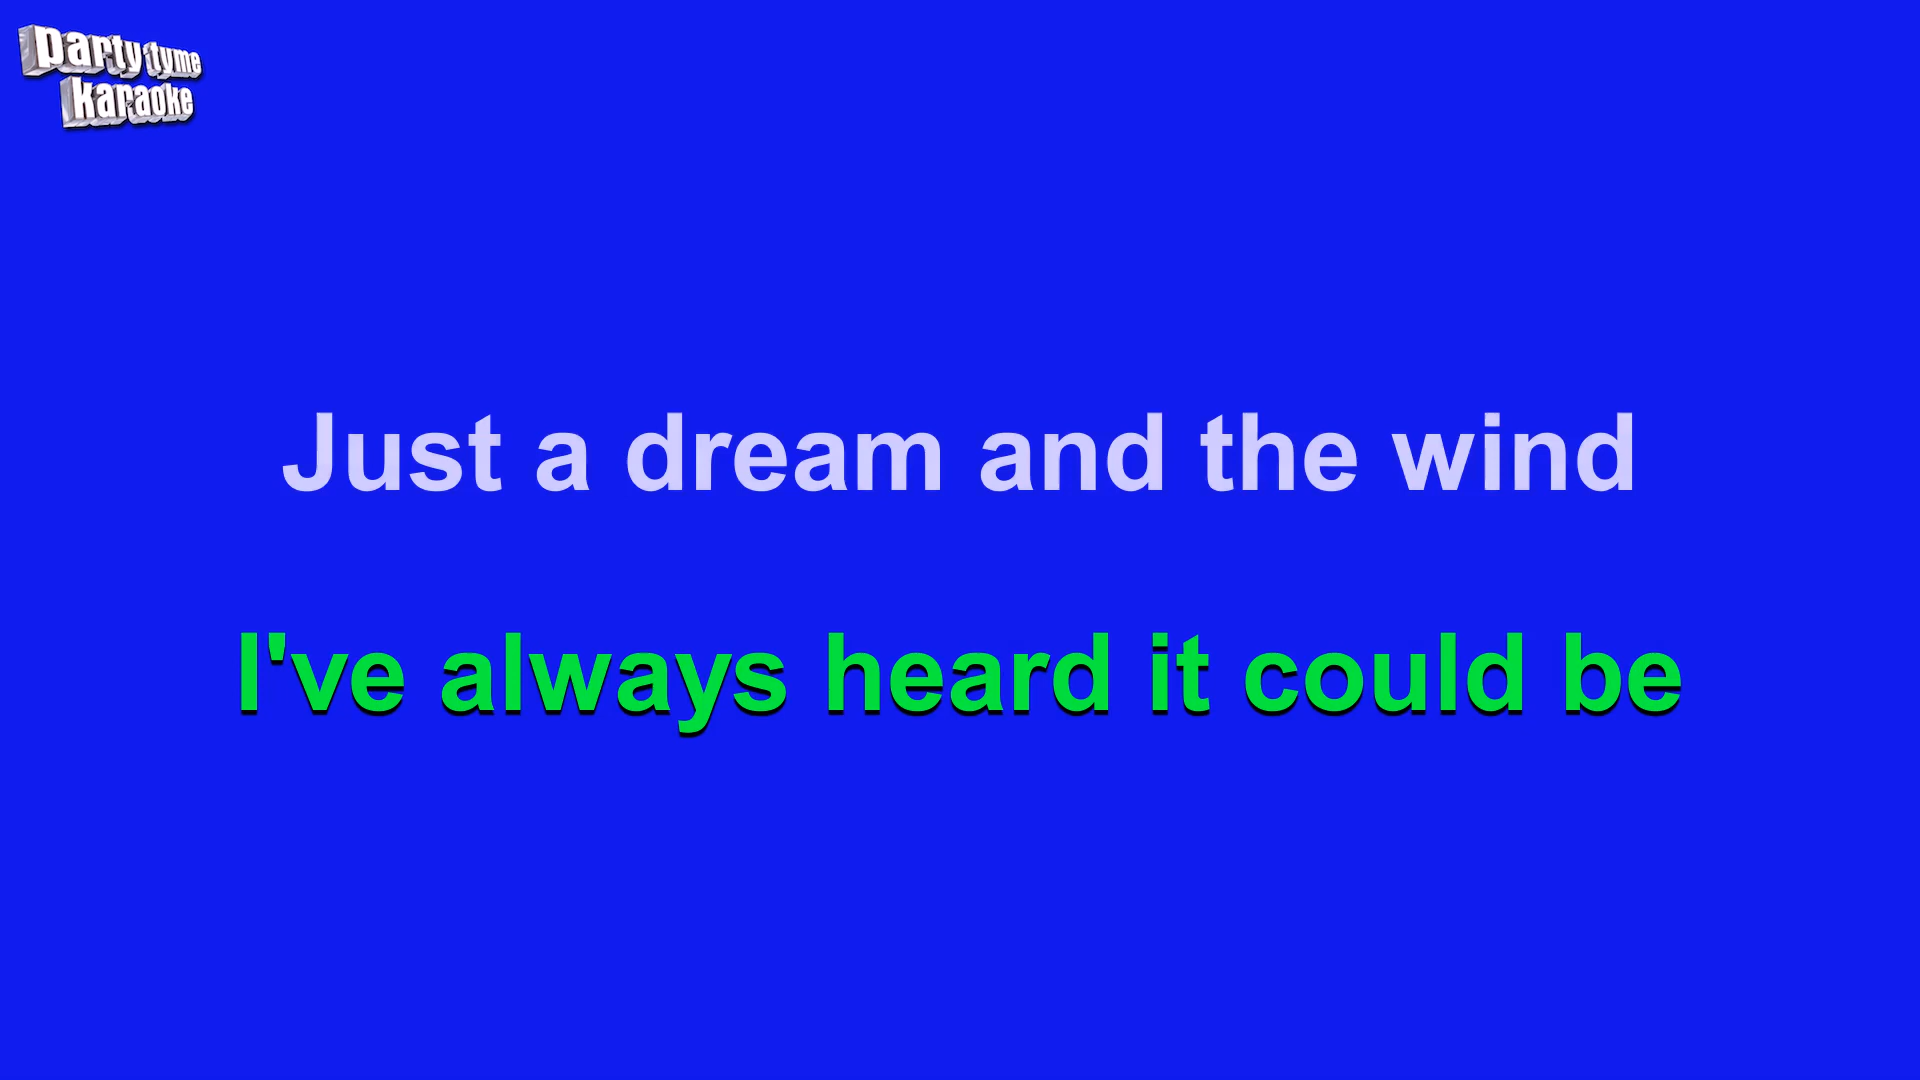 party tyme
karaoke
Just a dream and the wind
I've always heard it could be